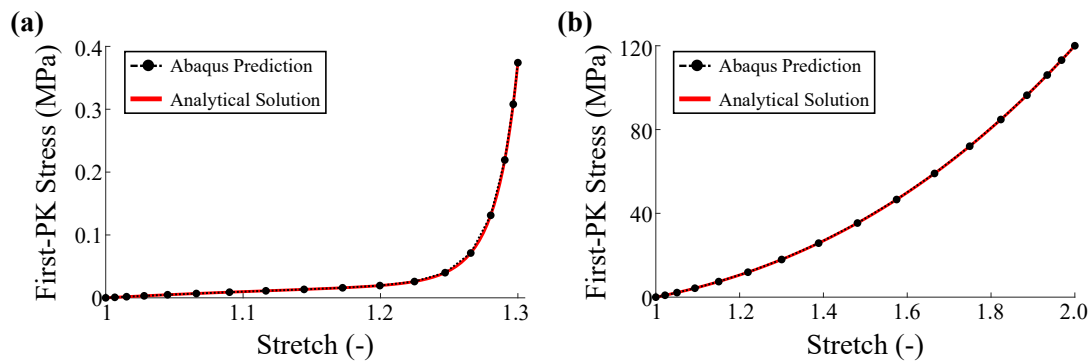 (a)
First-PK Stress (MPa)
0.4
0.3
0.2
0.1
0
Abaqus Prediction
Analytical Solution
1
1.1
1.2
1.3
Stretch (-)
(b)
First-PK Stress (MPa)
120
80
40
0
Abaqus Prediction
Analytical Solution
1
1.2
1.4
1.6
1.8
2.0
Stretch (-)